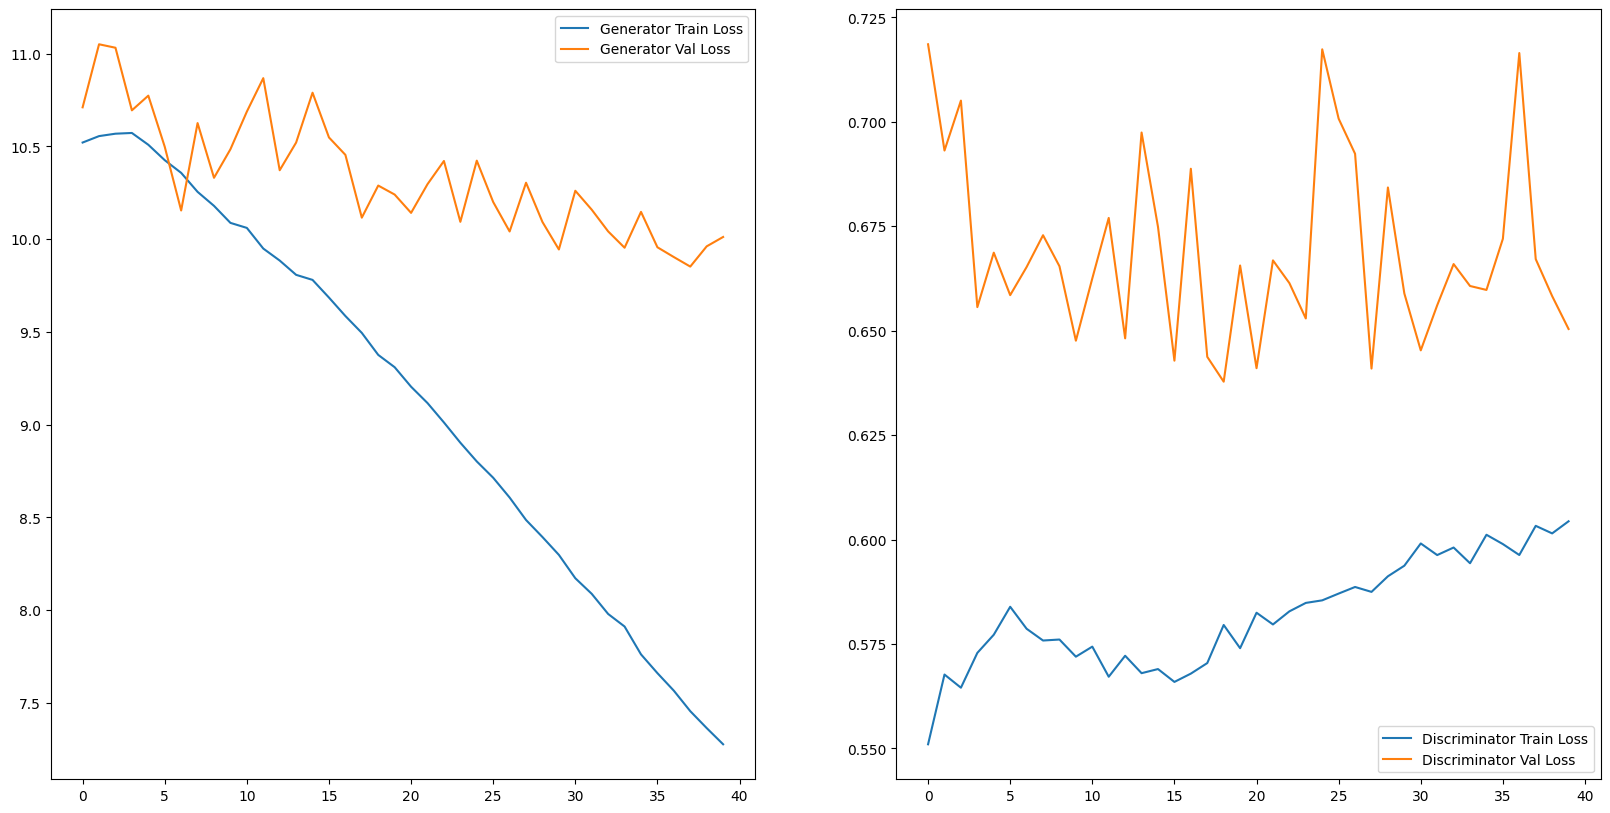 Generator Train Loss
Generator Val Loss
11.0
10.5
10.0
9.5
9.0
8.5
8.0
7.5
0 5 10 15 20 25 30 35 40
0.725
0.700
0.675
0.650
0.625
0.600
0.575
0.550
Discriminator Train Loss
Discriminator Val Loss
0 5 10 15 20 25 30 35 40